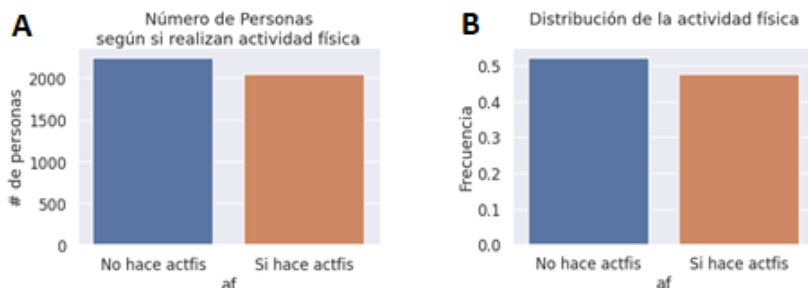 A
Número de Personas
según si realizan actividad física
# de personas
2000
1500
1000
500
0
No hace actfis
Si hace actfis
af
B
Distribución de la actividad física
Frecuencia
0.5
0.4
0.3
0.2
0.1
0.0
No hace actfis
Si hace actfis
af